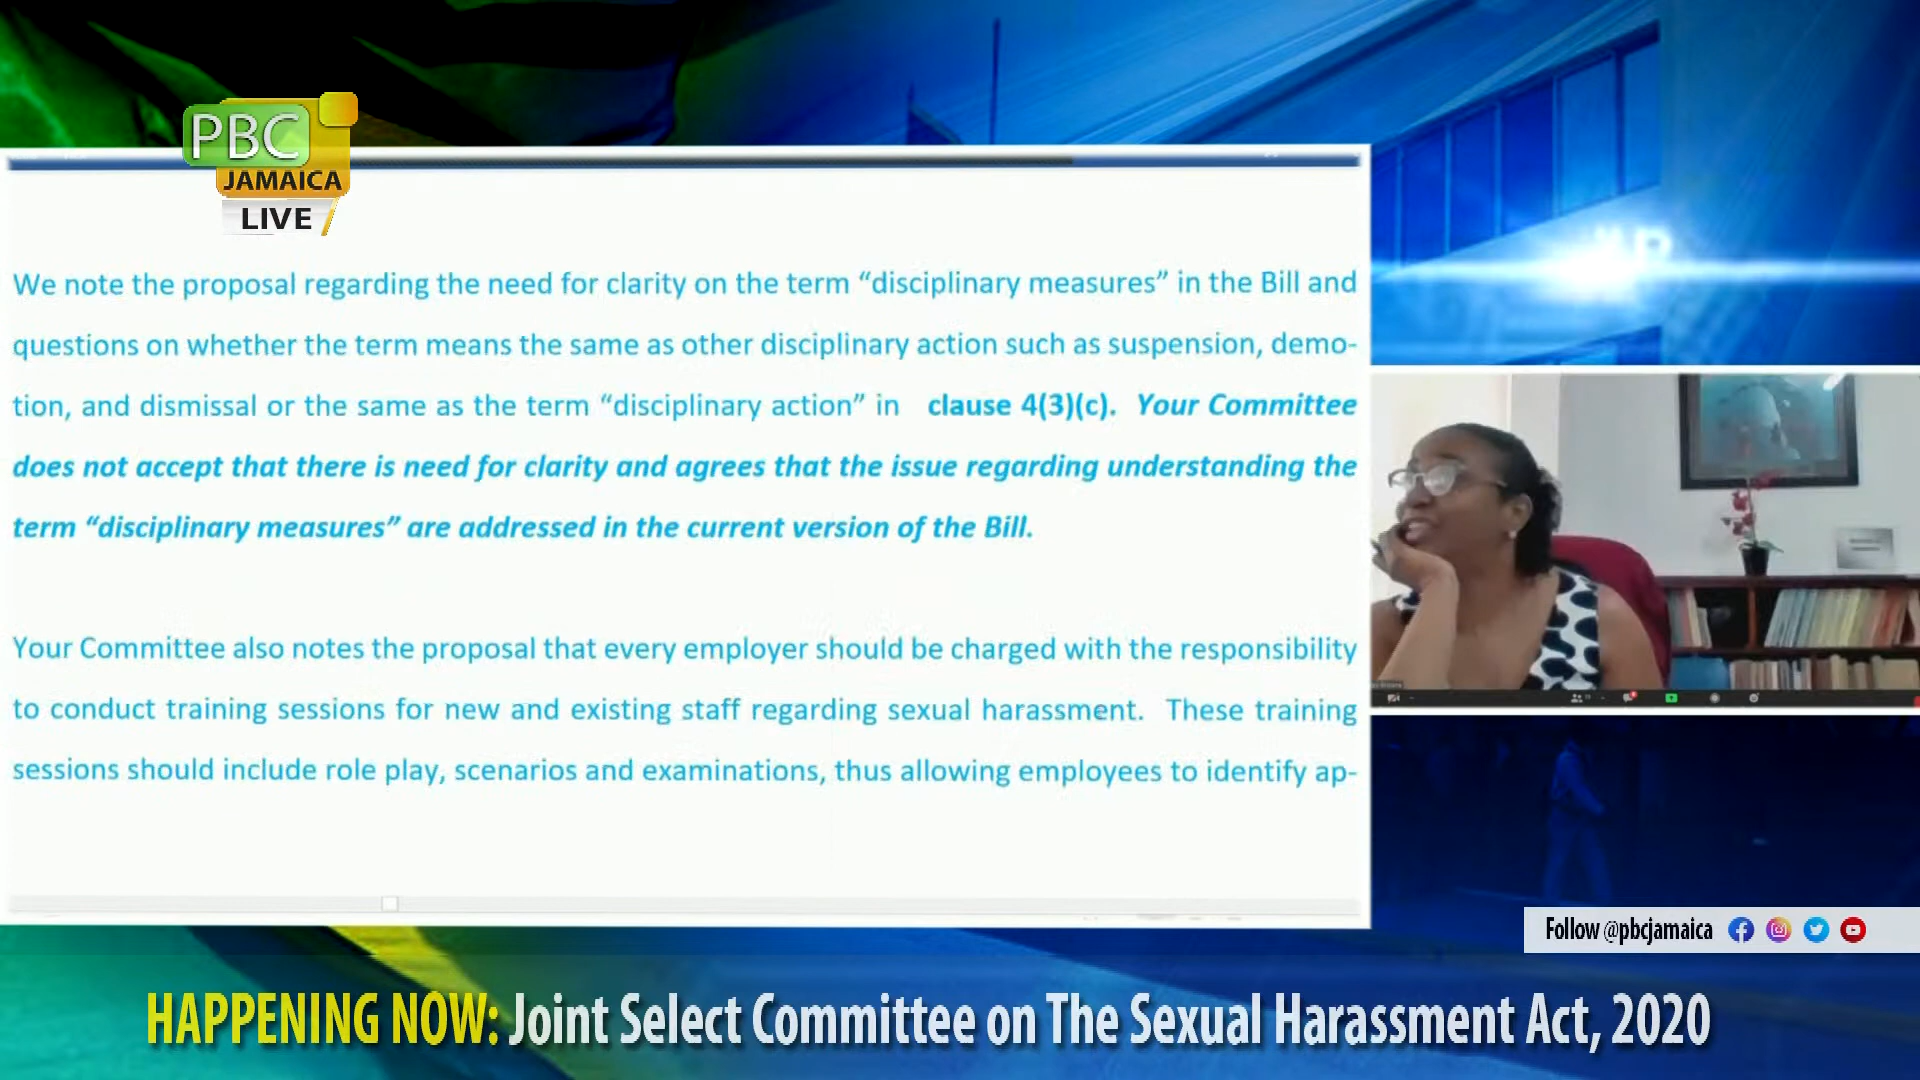 PBC
JAMAICA
LIVE
We note the proposal regarding the need for clarity on the term “disciplinary measures” in the Bill and
questions on whether the term means the same as other disciplinary action such as suspension, demo-
tion, and dismissal or the same as the term “disciplinary action” in clause 4(3)(c). Your Committee
does not accept that there is need for clarity and agrees that the issue regarding understanding the
term “disciplinary measures” are addressed in the current version of the Bill.
Your Committee also notes the proposal that every employer should be charged with the responsibility
to conduct training sessions for new and existing staff regarding sexual harassment. These training
sessions should include role play, scenarios and examinations, thus allowing employees to identify ap-
Follow @pbcjamaica
HAPPENING NOW: Joint Select Committee on The Sexual Harassment Act, 2020